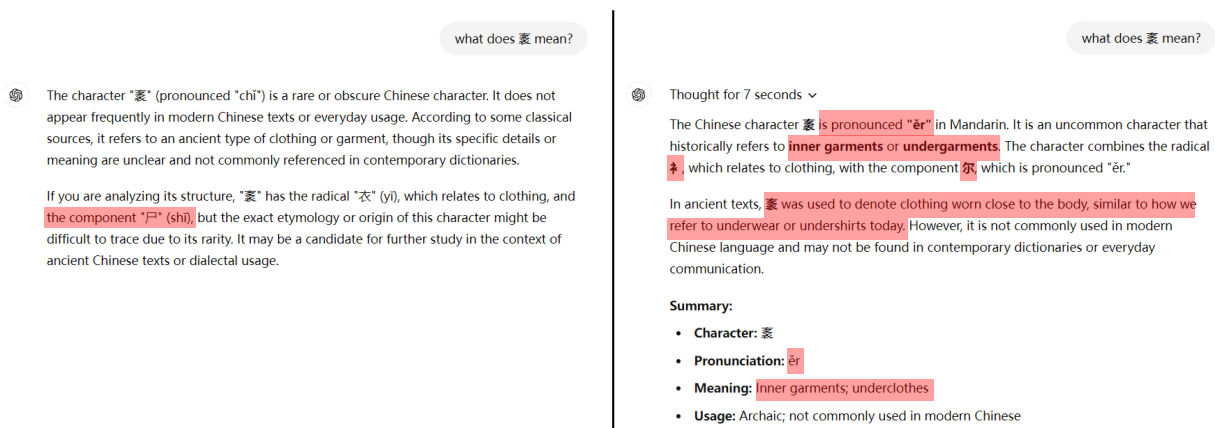 what does 袲 mean?
The character "袲" (pronounced "chǐ") is a rare or obscure Chinese character. It does not
appear frequently in modern Chinese texts or everyday usage. According to some classical
sources, it refers to an ancient type of clothing or garment, though its specific details or
meaning are unclear and not commonly referenced in contemporary dictionaries.
If you are analyzing its structure, "袲" has the radical "衣" (yī), which relates to clothing, and
the component "尸" (shī), but the exact etymology or origin of this character might be
difficult to trace due to its rarity. It may be a candidate for further study in the context of
ancient Chinese texts or dialectal usage.
what does 袲 mean?
Thought for 7 seconds
The Chinese character 袲 is pronounced "ěr" in Mandarin. It is an uncommon character that
historically refers to inner garments or undergarments. The character combines the radical
衤, which relates to clothing, with the component 尔, which is pronounced "ěr."
In ancient texts, 袲 was used to denote clothing worn close to the body, similar to how we
refer to underwear or undershirts today. However, it is not commonly used in modern
Chinese language and may not be found in contemporary dictionaries or everyday
communication.
Summary:
• Character: 袲
• Pronunciation: ěr
• Meaning: Inner garments; underclothes
• Usage: Archaic; not commonly used in modern Chinese